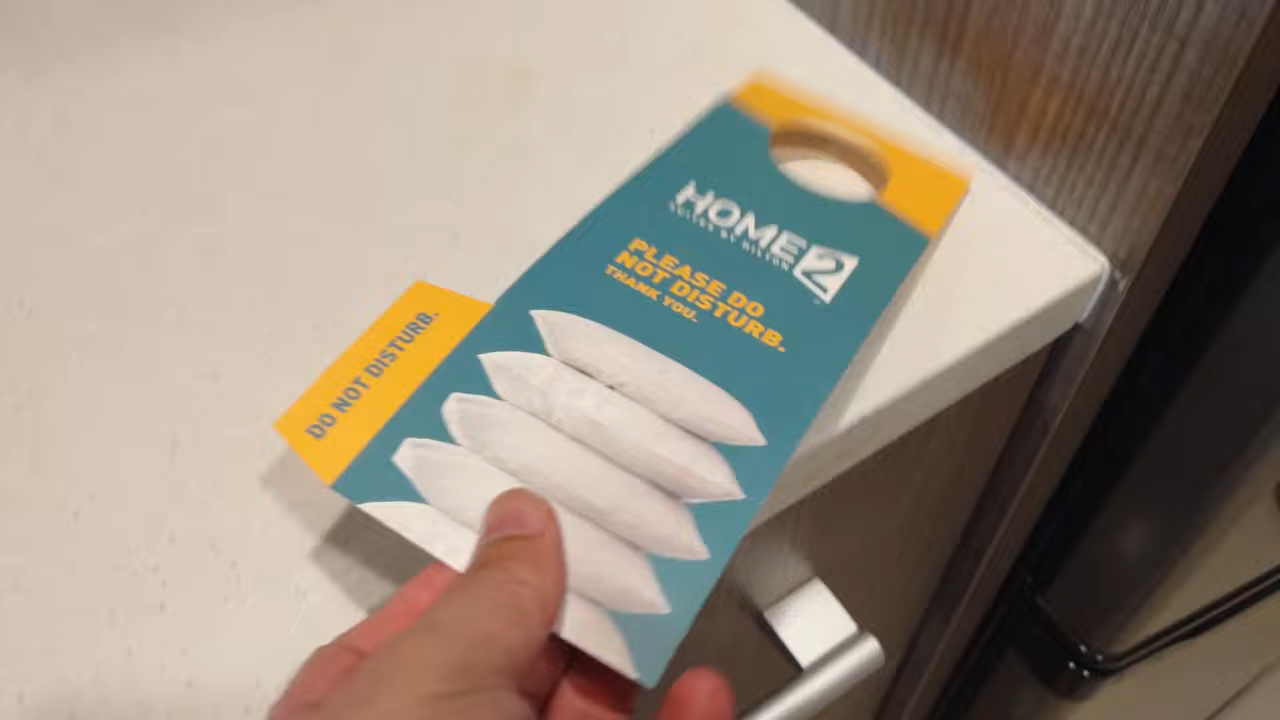 HOME2
SUITES BY HILTON
PLEASE DO
NOT DISTURB.
THANK YOU.
DO NOT DISTURB.